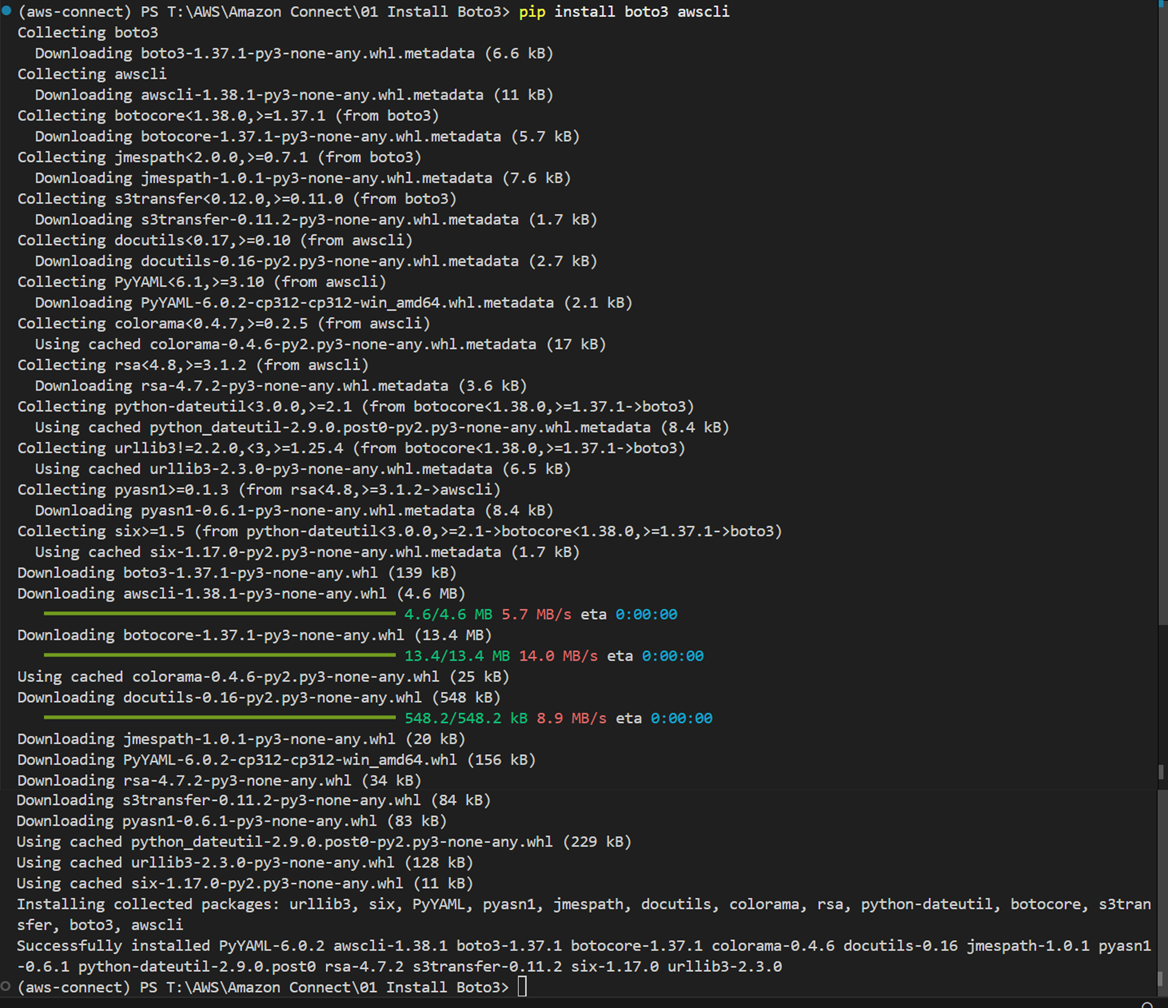 (aws-connect) PS T:\AWS\Amazon Connect\01 Install Boto3> pip install boto3 awscli
Collecting boto3
  Downloading boto3-1.37.1-py3-none-any.whl.metadata (6.6 kB)
Collecting awscli
  Downloading awscli-1.38.1-py3-none-any.whl.metadata (11 kB)
Collecting botocore<1.38.0,>=1.37.1 (from boto3)
  Downloading botocore-1.37.1-py3-none-any.whl.metadata (5.7 kB)
Collecting jmespath<2.0.0,>=0.7.1 (from boto3)
  Downloading jmespath-1.0.1-py3-none-any.whl.metadata (7.6 kB)
Collecting s3transfer<0.12.0,>=0.11.0 (from boto3)
  Downloading s3transfer-0.11.2-py3-none-any.whl.metadata (1.7 kB)
Collecting docutils<0.17,>=0.10 (from awscli)
  Downloading docutils-0.16-py2.py3-none-any.whl.metadata (2.7 kB)
Collecting PyYAML<6.1,>=3.10 (from awscli)
  Downloading PyYAML-6.0.2-cp312-cp312-win_amd64.whl.metadata (2.1 kB)
Collecting colorama<0.4.7,>=0.2.5 (from awscli)
  Using cached colorama-0.4.6-py2.py3-none-any.whl.metadata (17 kB)
Collecting rsa<4.8,>=3.1.2 (from awscli)
  Downloading rsa-4.7.2-py3-none-any.whl.metadata (3.6 kB)
Collecting python-dateutil<3.0.0,>=2.1 (from botocore<1.38.0,>=1.37.1->boto3)
  Using cached python_dateutil-2.9.0.post0-py2.py3-none-any.whl.metadata (8.4 kB)
Collecting urllib3!=2.2.0,<3,>=1.25.4 (from botocore<1.38.0,>=1.37.1->boto3)
  Using cached urllib3-2.3.0-py3-none-any.whl.metadata (6.5 kB)
Collecting pyasn1>=0.1.3 (from rsa<4.8,>=3.1.2->awscli)
  Downloading pyasn1-0.6.1-py3-none-any.whl.metadata (8.4 kB)
Collecting six>=1.5 (from python-dateutil<3.0.0,>=2.1->botocore<1.38.0,>=1.37.1->boto3)
  Using cached six-1.17.0-py2.py3-none-any.whl.metadata (1.7 kB)
Downloading boto3-1.37.1-py3-none-any.whl (139 kB)
Downloading awscli-1.38.1-py3-none-any.whl (4.6 MB)
4.6/4.6 MB 5.7 MB/s eta 0:00:00
Downloading botocore-1.37.1-py3-none-any.whl (13.4 MB)
13.4/13.4 MB 14.0 MB/s eta 0:00:00
Using cached colorama-0.4.6-py2.py3-none-any.whl (25 kB)
Downloading docutils-0.16-py2.py3-none-any.whl (548 kB)
548.2/548.2 kB 8.9 MB/s eta 0:00:00
Downloading jmespath-1.0.1-py3-none-any.whl (20 kB)
Downloading PyYAML-6.0.2-cp312-cp312-win_amd64.whl (156 kB)
Downloading rsa-4.7.2-py3-none-any.whl (34 kB)
Downloading s3transfer-0.11.2-py3-none-any.whl (84 kB)
Downloading pyasn1-0.6.1-py3-none-any.whl (83 kB)
Using cached python_dateutil-2.9.0.post0-py2.py3-none-any.whl (229 kB)
Using cached urllib3-2.3.0-py3-none-any.whl (128 kB)
Using cached six-1.17.0-py2.py3-none-any.whl (11 kB)
Installing collected packages: urllib3, six, PyYAML, pyasn1, jmespath, docutils, colorama, rsa, python-dateutil, botocore, s3tran
sfer, boto3, awscli
Successfully installed PyYAML-6.0.2 awscli-1.38.1 boto3-1.37.1 botocore-1.37.1 colorama-0.4.6 docutils-0.16 jmespath-1.0.1 pyasn1
-0.6.1 python-dateutil-2.9.0.post0 rsa-4.7.2 s3transfer-0.11.2 six-1.17.0 urllib3-2.3.0
(aws-connect) PS T:\AWS\Amazon Connect\01 Install Boto3>